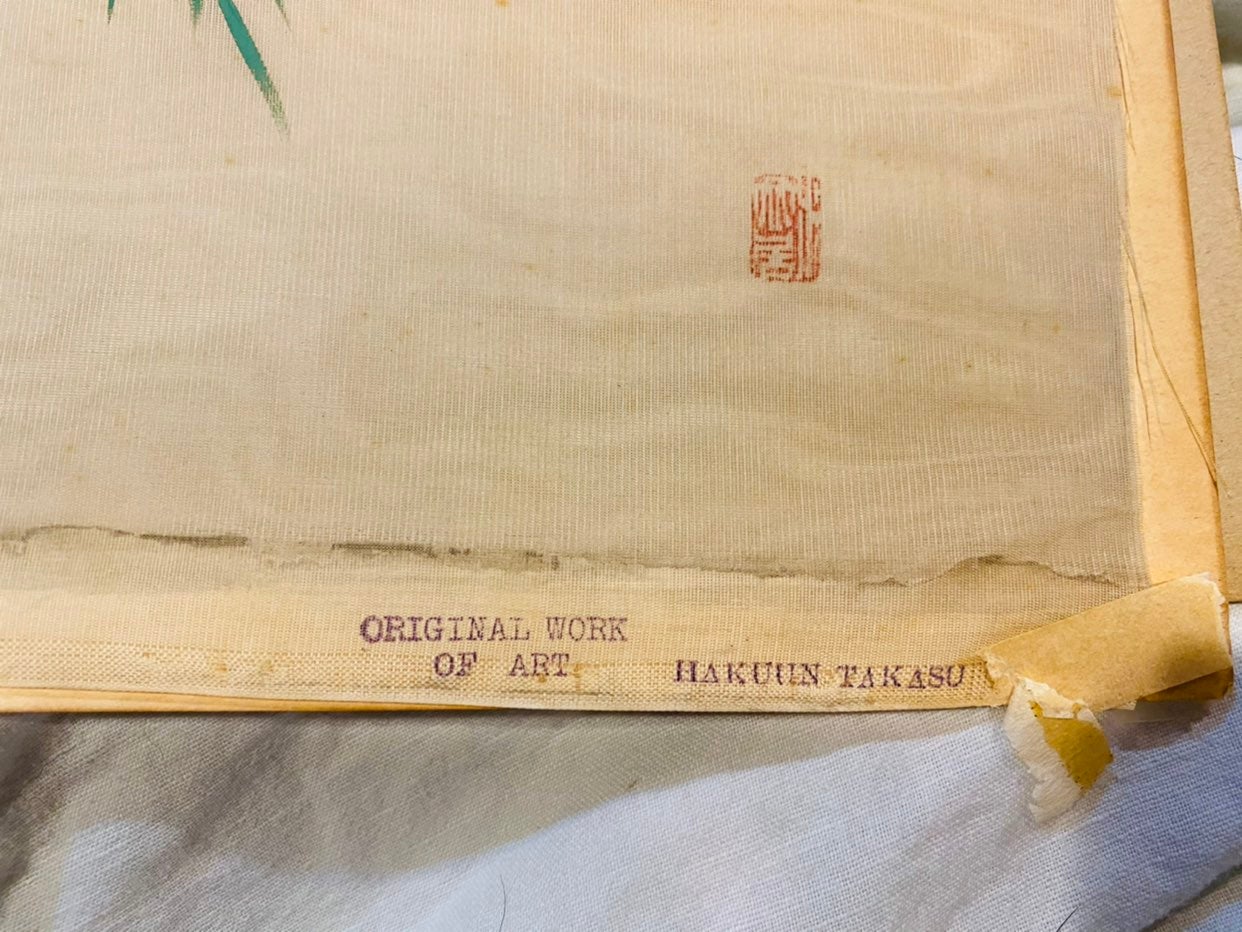 ORIGINAL WORK
OF ART
HAKUUN TAKASU